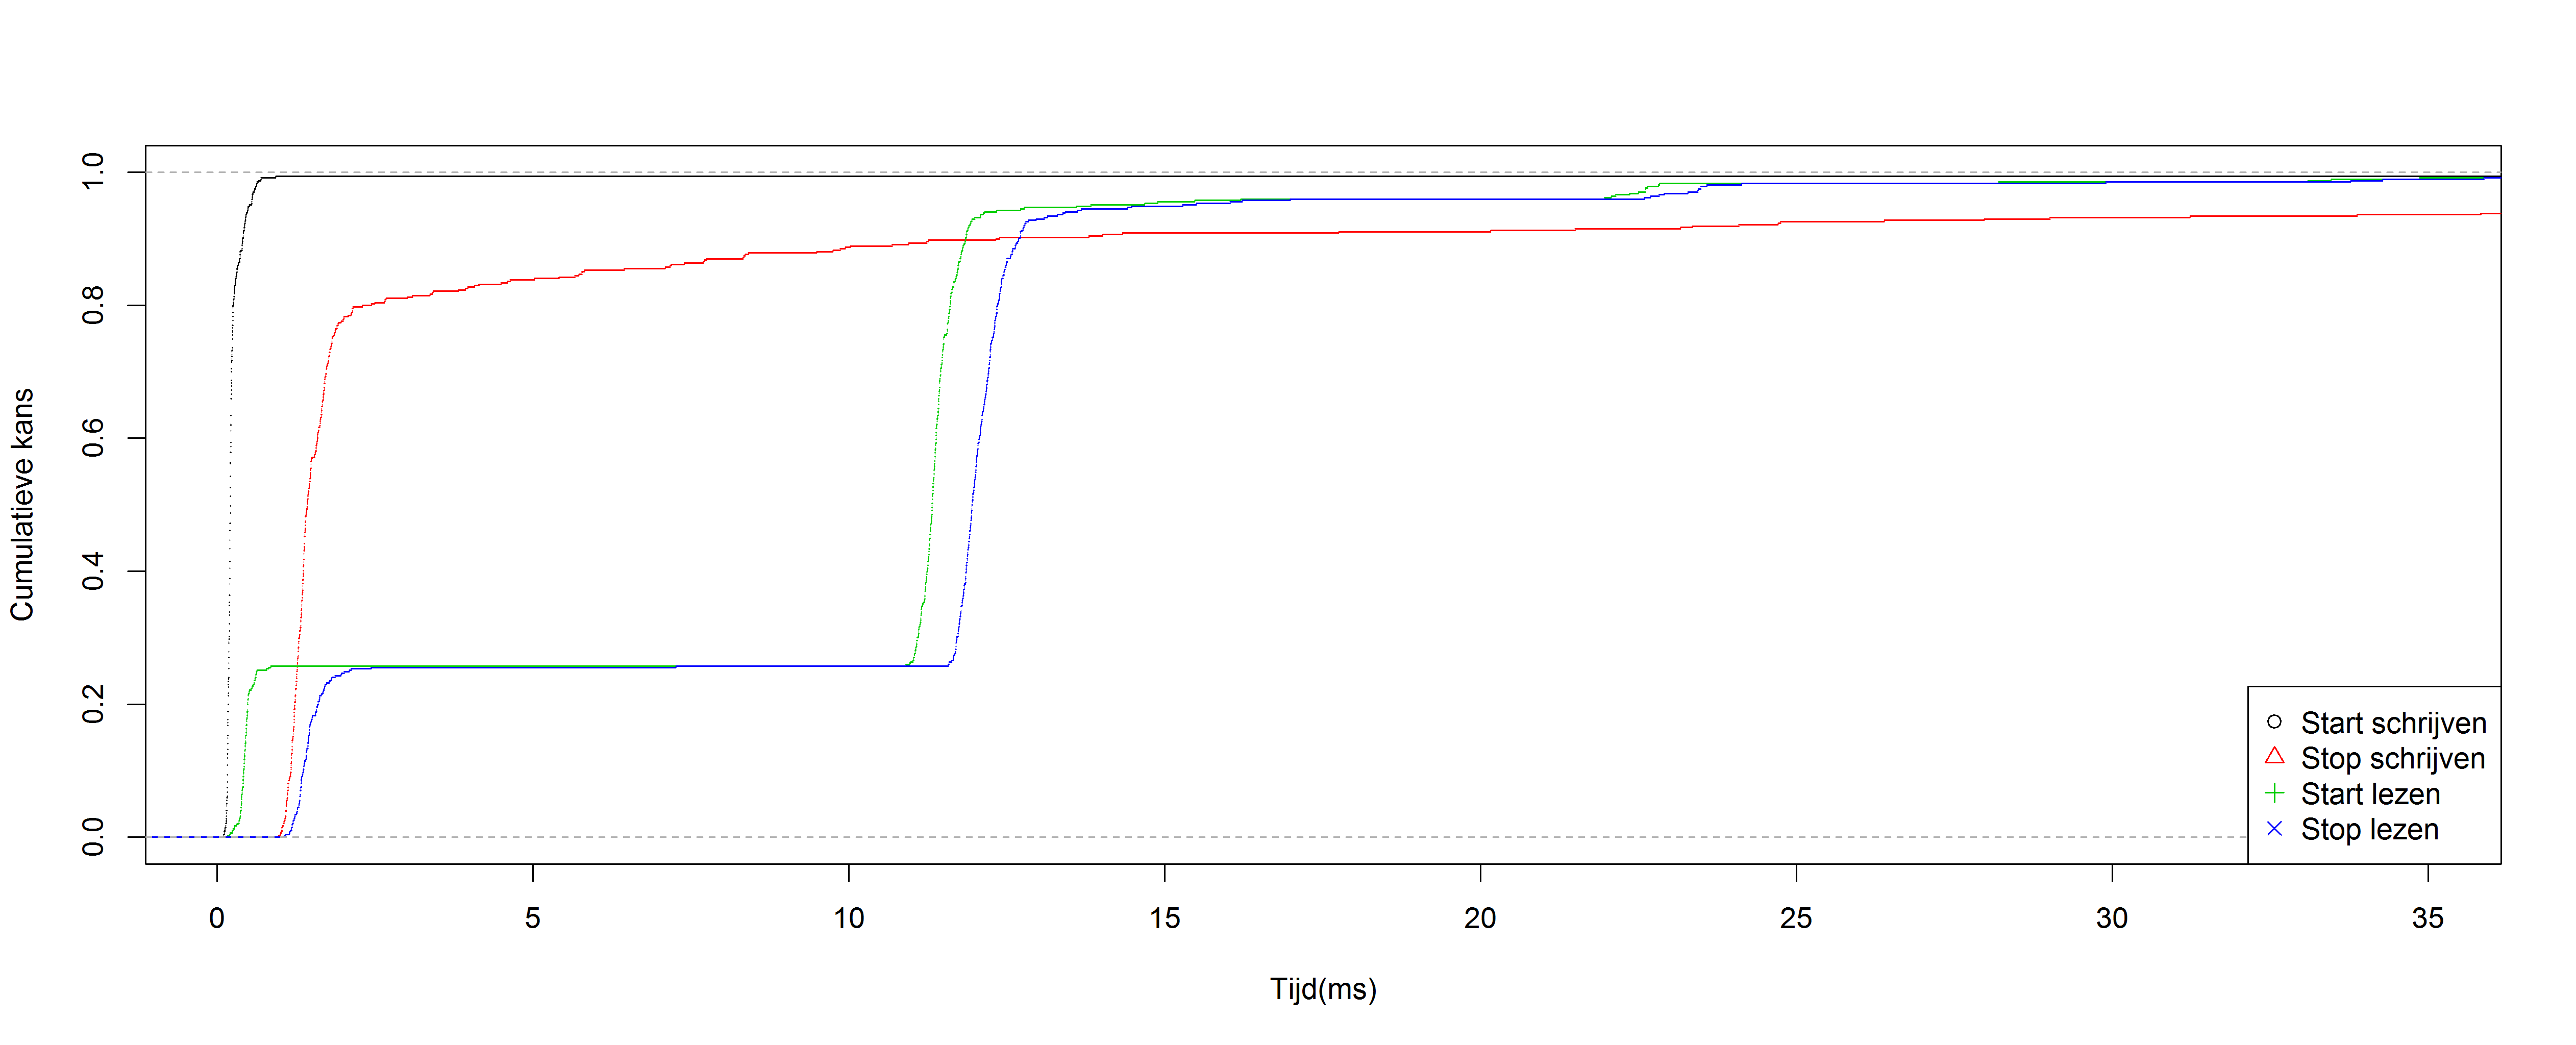 Cumulatieve kans
1.0
0.8
0.6
0.4
0.2
0.0
0 5 10 15 20 25 30 35
Tijd(ms)
Start schrijven
Stop schrijven
Start lezen
Stop lezen